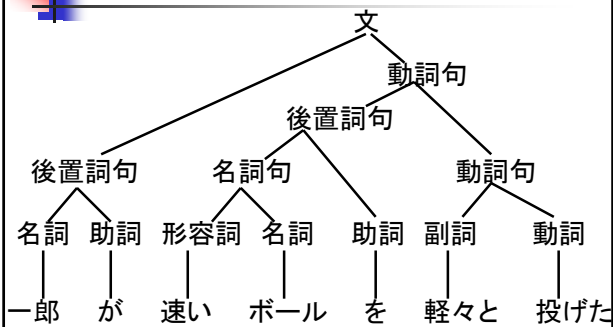 文
動詞句
後置詞句
後置詞句 名詞句 動詞句
名詞 助詞 形容詞 名詞 助詞 副詞 動詞
一郎 が 速い ボール を 軽々と 投げた